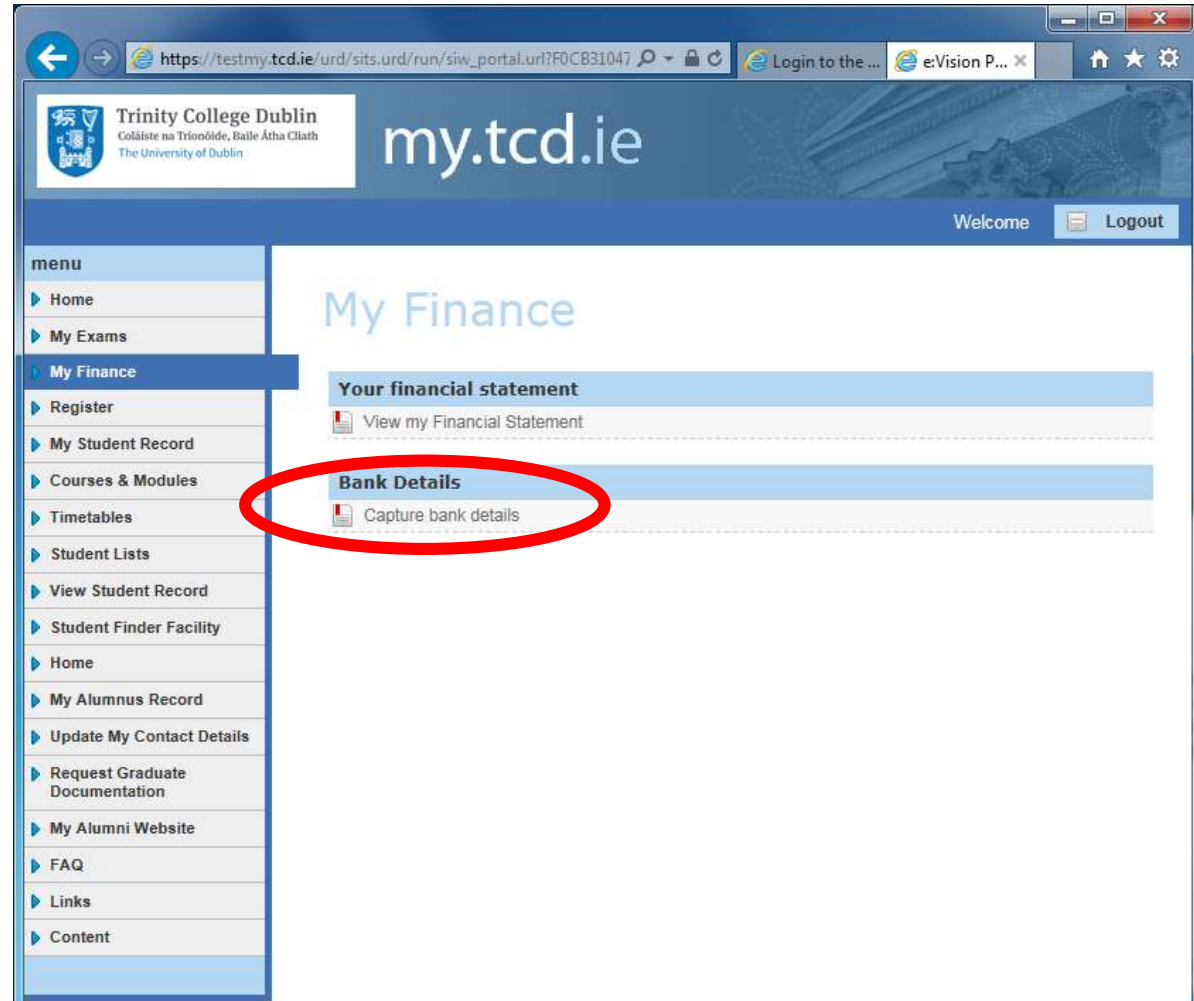 https://testmy.tcd.ie/urd/sits.urd/run/siw_portal.url?F0CB31047
Login to the ...
e:Vision P...
Trinity College Dublin
Coláiste na Tríonóide, Baile Átha Cliath
The University of Dublin
my.tcd.ie
Welcome
Logout
menu
Home
My Exams
My Finance
Register
My Student Record
Courses & Modules
Timetables
Student Lists
View Student Record
Student Finder Facility
Home
My Alumnus Record
Update My Contact Details
Request Graduate
Documentation
My Alumni Website
FAQ
Links
Content
My Finance
Your financial statement
View my Financial Statement
Bank Details
Capture bank details